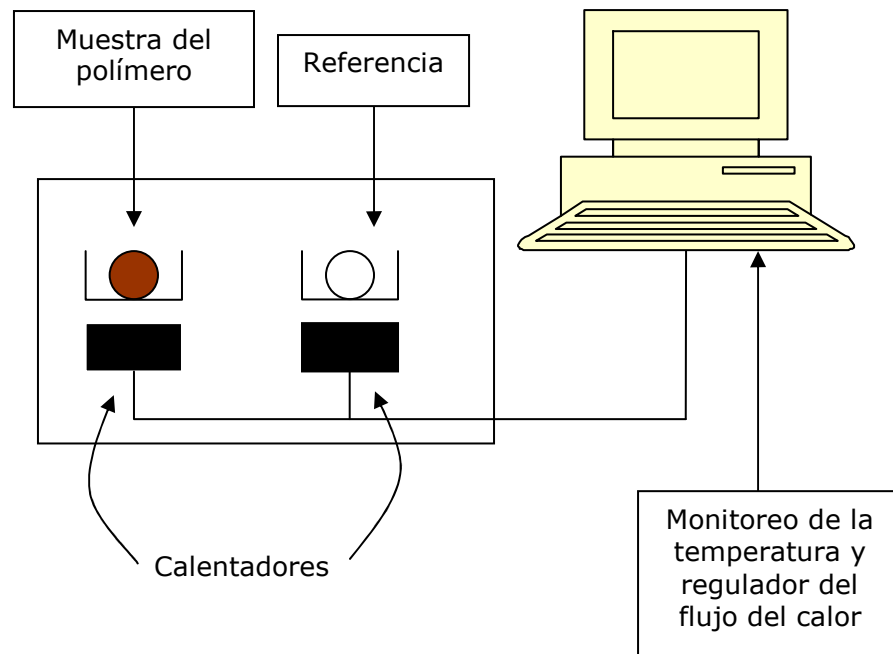 Muestra del
polímero
Referencia
Calentadores
Monitoreo de la
temperatura y
regulador del
flujo del calor